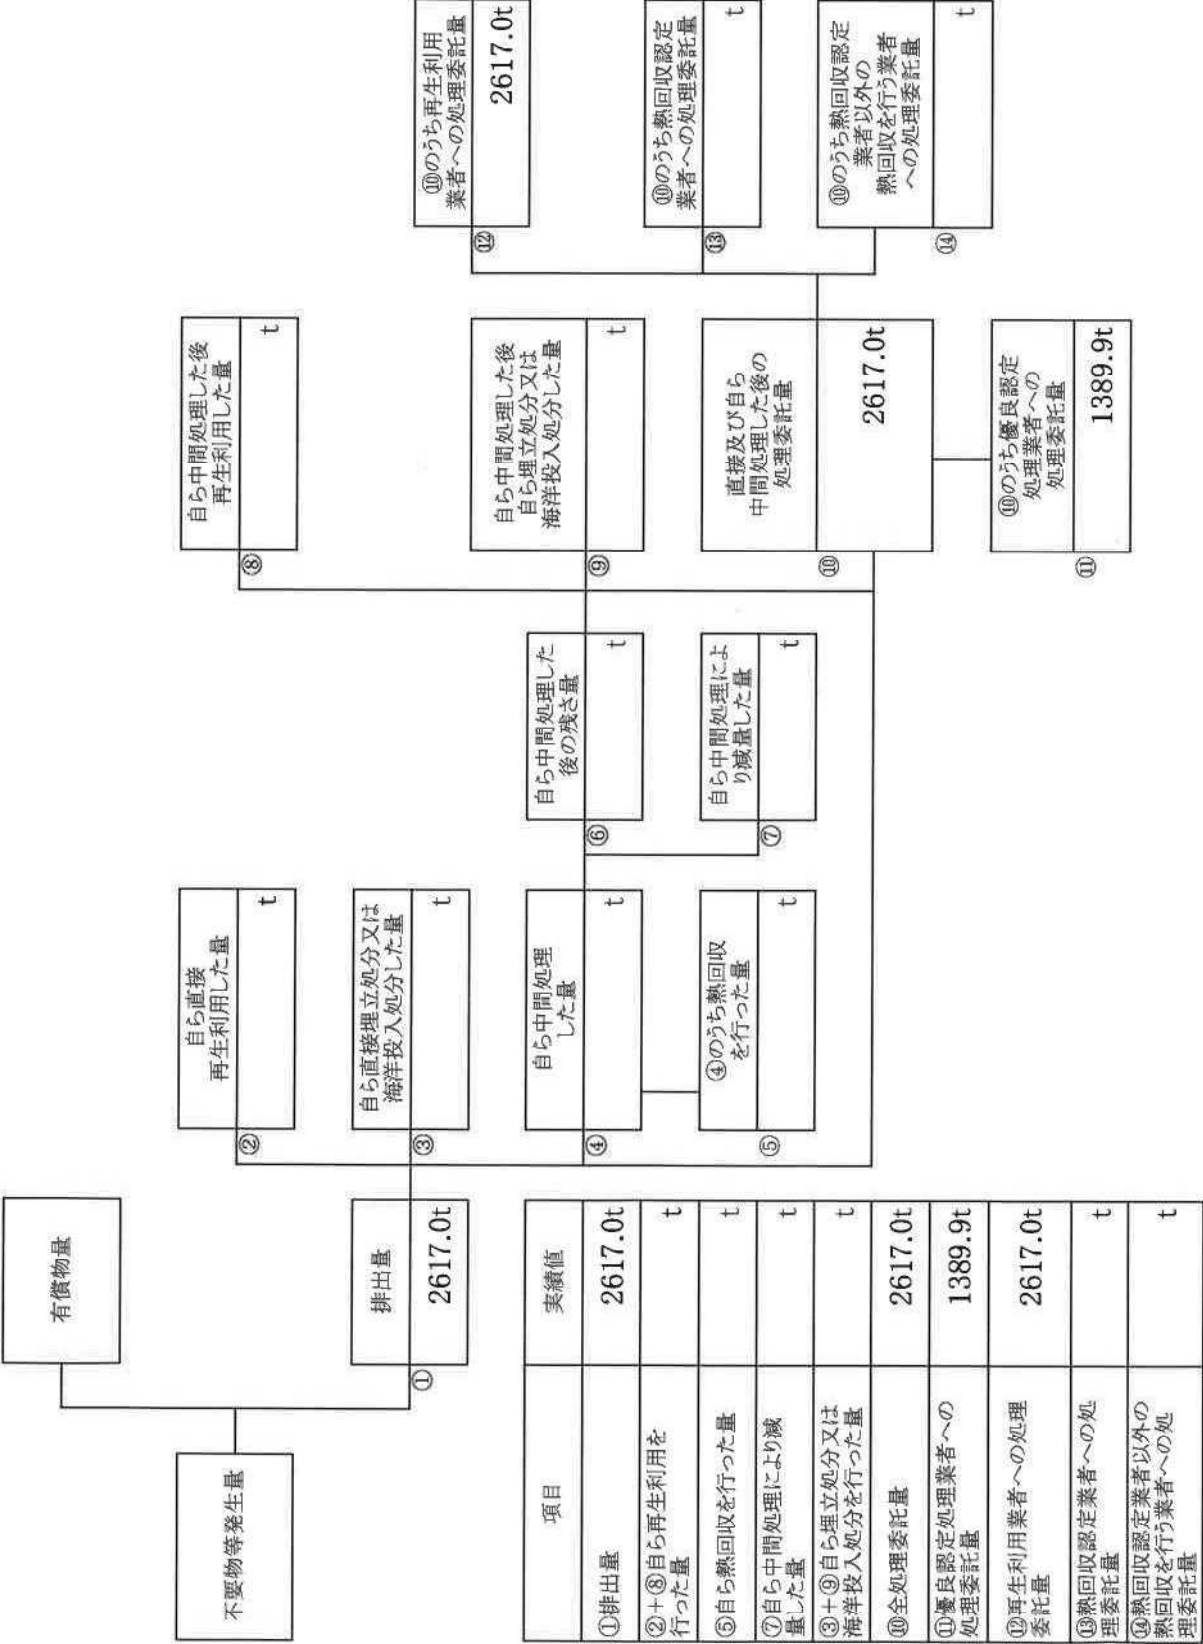 不要物等発生量
有償物量
①
排出量
2617.0t
②
自ら直接
再生利用した量
t
③
自ら直接埋立処分又は
海洋投入処分した量
t
④
自ら中間処理
した量
t
⑤
④のうち熱回収
を行った量
t
⑥
自ら中間処理した
後の残さ量
t
⑦
自ら中間処理によ
り減量した量
t
⑧
自ら中間処理した後
再生利用した量
t
⑨
自ら中間処理した後
自ら埋立処分又は
海洋投入処分した量
t
⑩
直接及び自ら
中間処理した後の
処理委託量
2617.0t
⑪
⑩のうち優良認定
処理業者への
処理委託量
1389.9t
⑫
⑩のうち再生利用
業者への処理委託量
2617.0t
⑬
⑩のうち熱回収認定
業者への処理委託量
t
⑭
⑩のうち熱回収認定
業者以外の
熱回収を行う業者
への処理委託量
t
項目 実績値
①排出量 2617.0t
②+⑧自ら再生利用を
行った量 t
⑤自ら熱回収を行った量 t
⑦自ら中間処理により減
量した量 t
③+⑨自ら埋立処分又は
海洋投入処分を行った量 t
⑩全処理委託量 2617.0t
⑪優良認定処理業者への
処理委託量 1389.9t
⑫再生利用業者への処理
委託量 2617.0t
⑬熱回収認定業者への処
理委託量 t
⑭熱回収認定業者以外の
熱回収を行う業者への処
理委託量 t